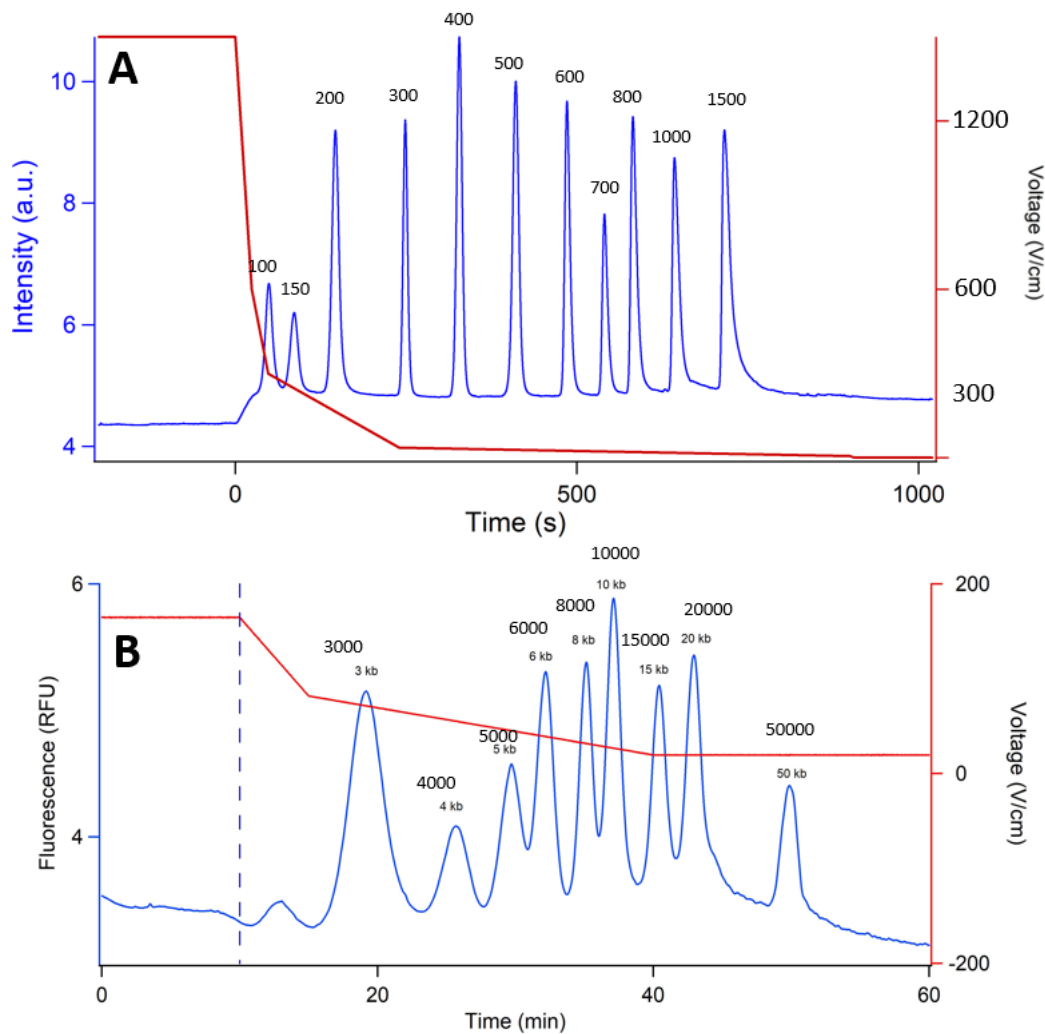 A
400
500
600
200
300
800
1500
1000
700
100
150
10
8
6
4
Intensity (a.u.)
1200
600
300
Voltage (V/cm)
0
500
1000
Time (s)
B
10000
10 kb
8000
8 kb
20000
20 kb
6000
6 kb
15000
15 kb
3000
3 kb
5000
5 kb
50000
50 kb
4000
4 kb
6
4
Fluorescence (RFU)
200
0
-200
Voltage (V/cm)
0
20
40
60
Time (min)